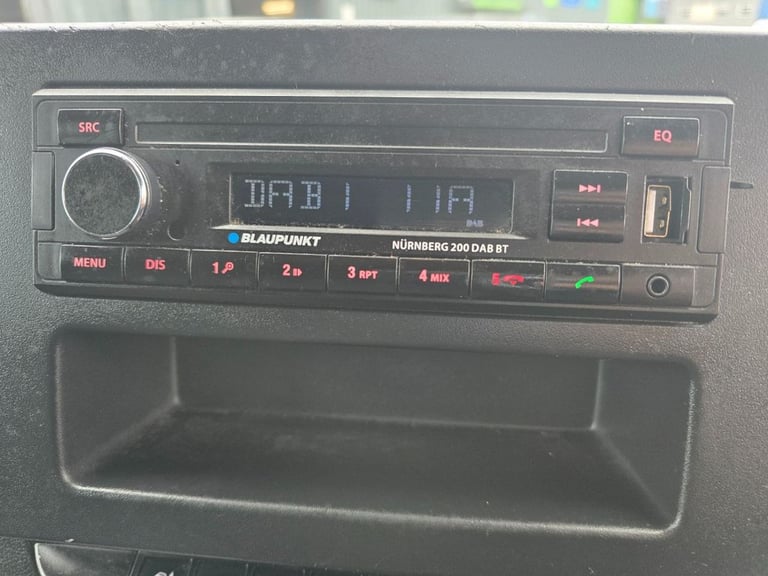 SRC
EQ
DAB1 11A
DAB
BLAUPUNKT
NÜRNBERG 200 DAB BT
MENU DIS 1 2 3 RPT 4 MIX 5